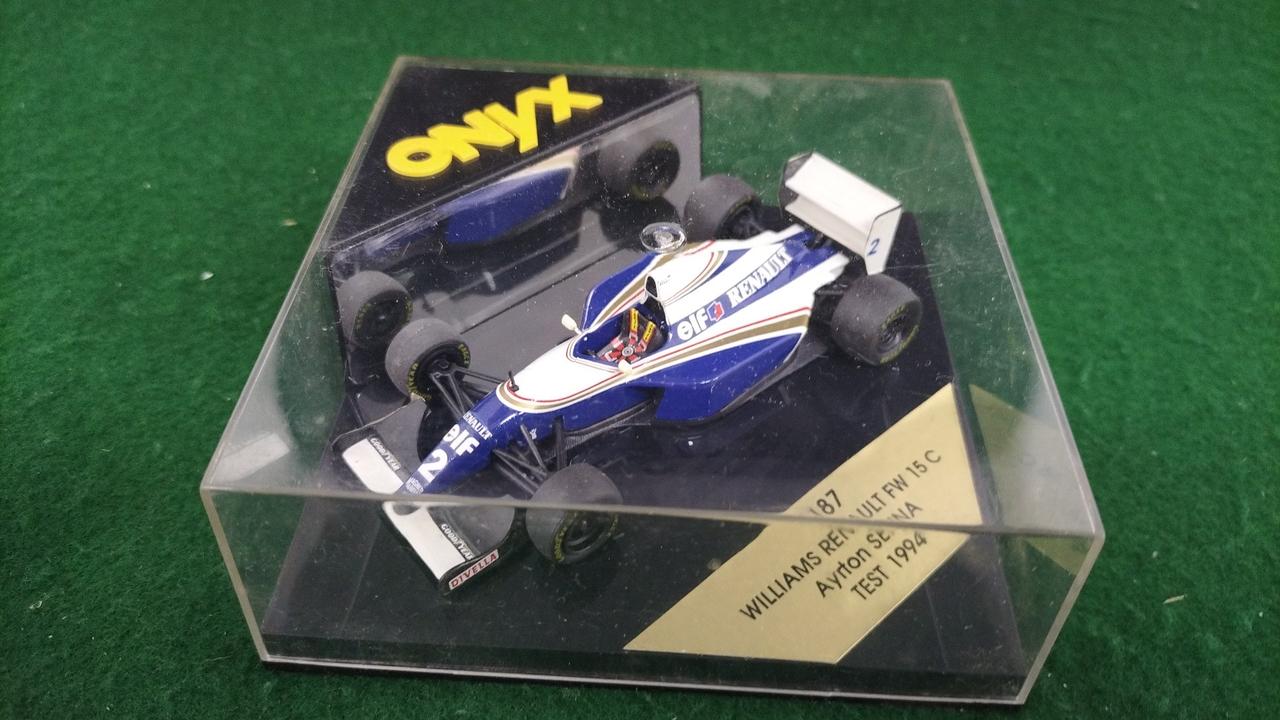 ONYX
2
RENAULT
elf
RENAULT
elf
2
GOODYEAR
GOODYEAR
DIVELLA
187
WILLIAMS RENAULT FW 15 C
Ayrton SENNA
TEST 1994